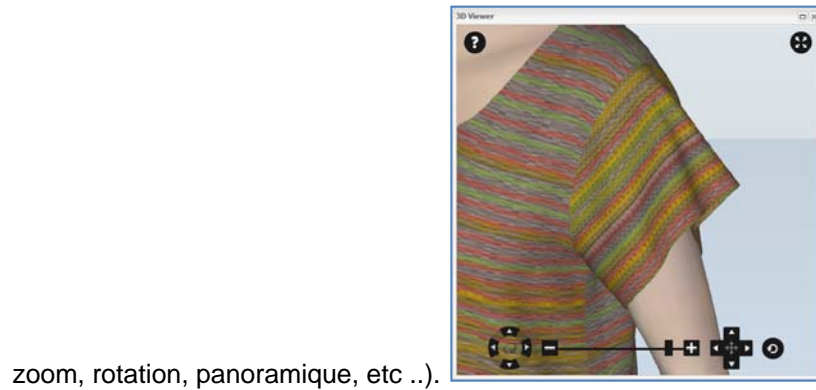 3D Viewer
?
zoom, rotation, panoramique, etc ..).